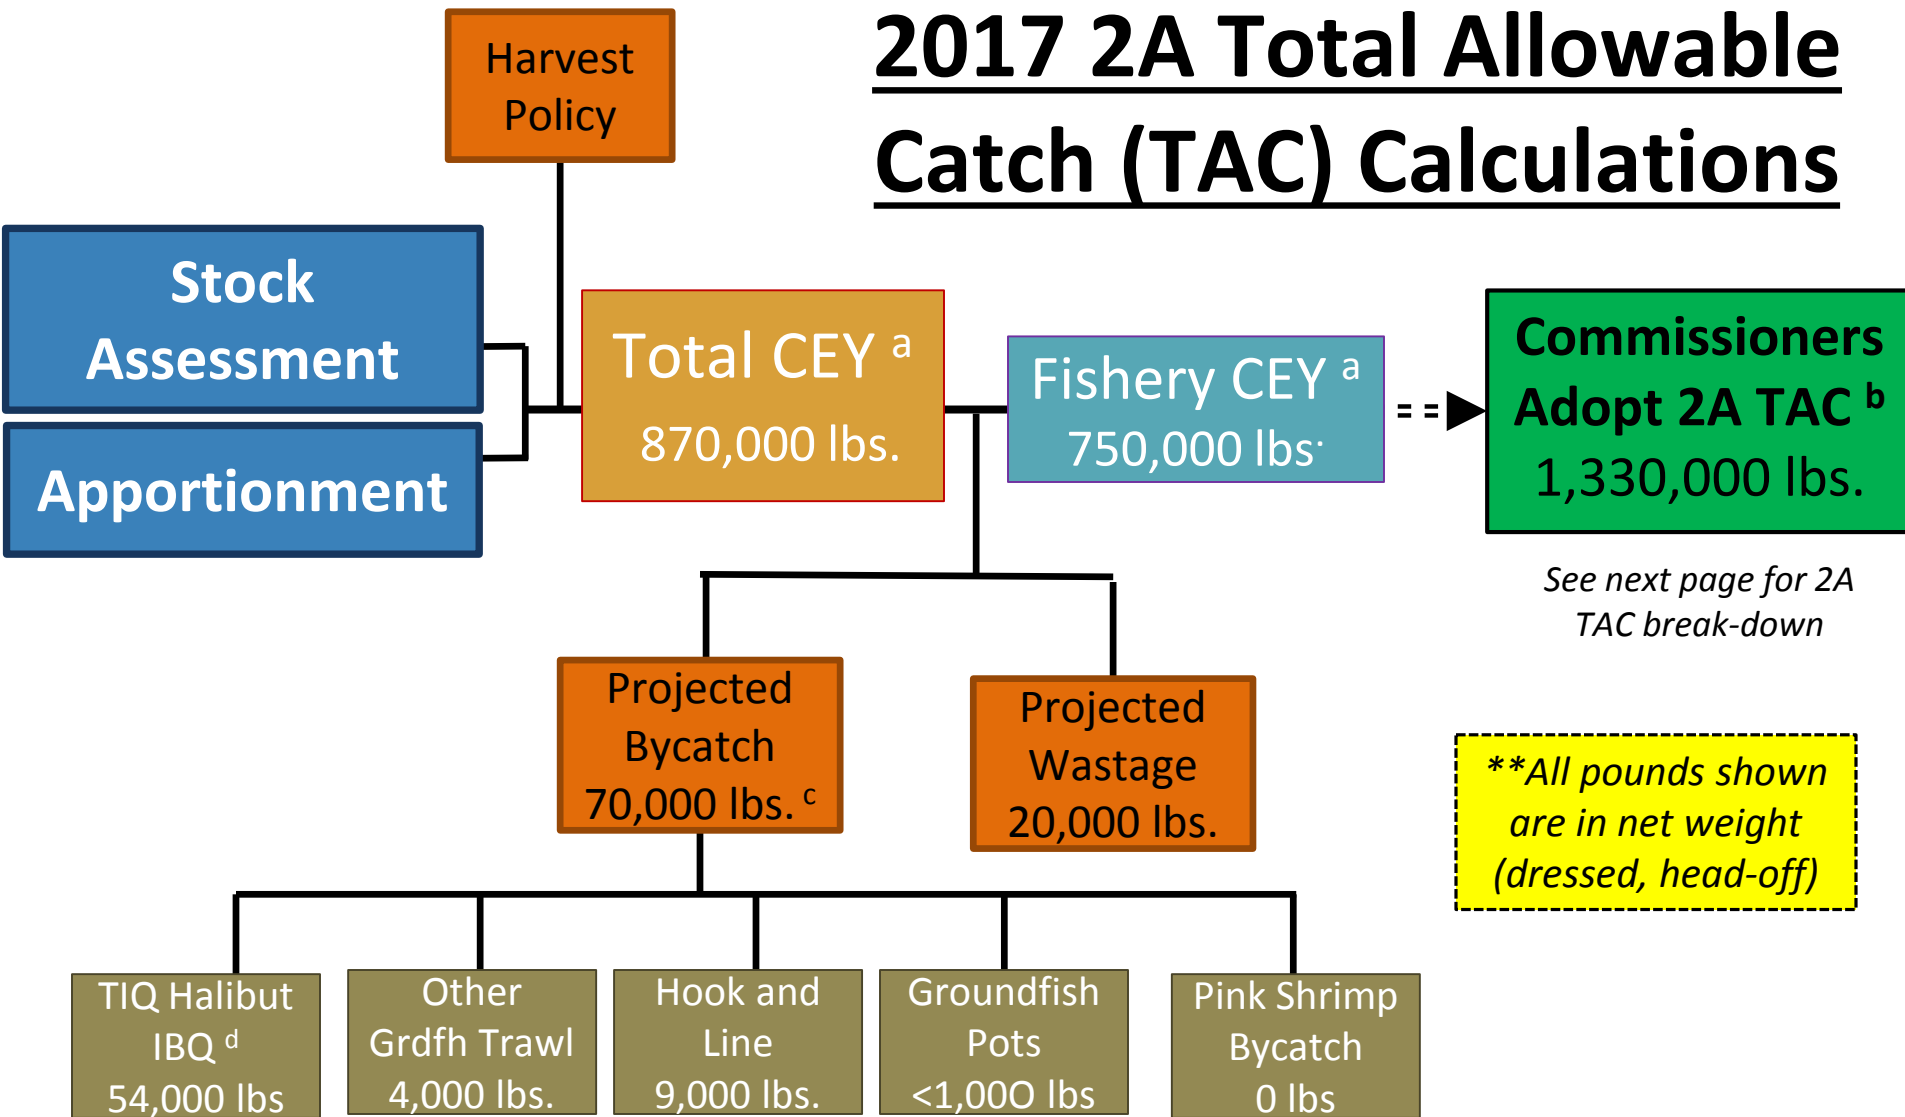 2017 2A Total Allowable
Catch (TAC) Calculations
Harvest
Policy
Stock
Assessment
Apportionment
Total CEY a
870,000 lbs.
Fishery CEY a
750,000 lbs.
Commissioners
Adopt 2A TAC b
1,330,000 lbs.
See next page for 2A
TAC break-down
Projected
Bycatch
70,000 lbs. c
Projected
Wastage
20,000 lbs.
**All pounds shown
are in net weight
(dressed, head-off)
TIQ Halibut
IBQ d
54,000 lbs
Other
Grdfh Trawl
4,000 lbs.
Hook and
Line
9,000 lbs.
Groundfish
Pots
<1,00O lbs
Pink Shrimp
Bycatch
0 lbs